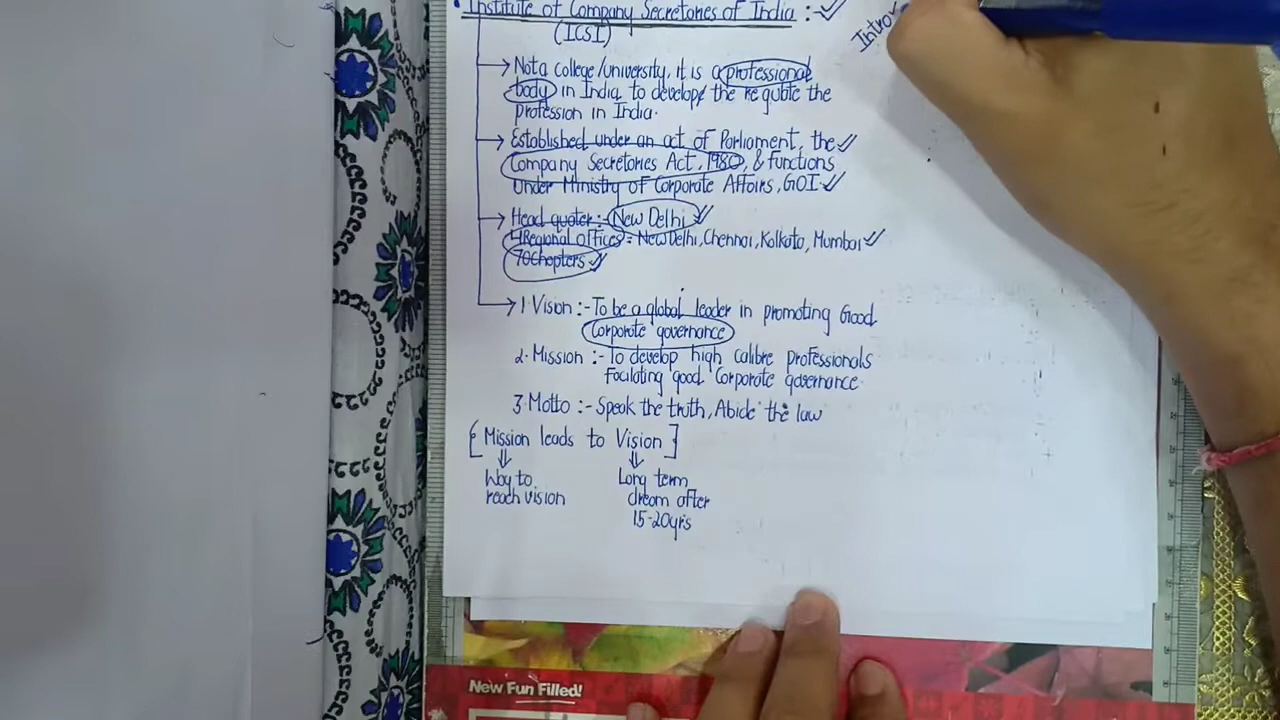 Institute of Company Secretories of India :-
Intro
(ICSI)
Not a college/university, it is a professional
body in India to develop the regulate the
profession in India.
Established under an act of Parliament, the
Company Secretories Act, 1980, & functions
Under Ministry of Corporate Affairs, GOI
Head quater :- New Delhi
4Regional offices = New Delhi, Chennai, Kolkata, Mumbai
70Chapters
1. Vision :- To be a global leader in promoting Good
Corporate governance
2. Mission :- To develop high calibre professionals
Facilating good Corporate governance.
3. Motto :- Speak the truth, Abide the law
[Mission leads to Vision]
Way to
reach vision
Long term
dream after
15-20yrs
New Fun Filled!